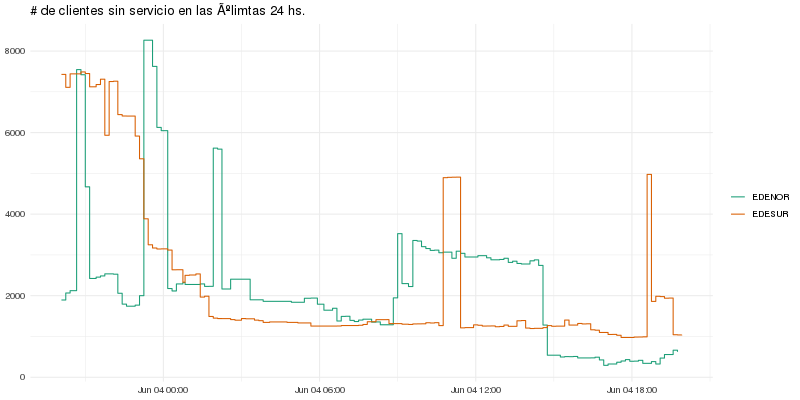 # de clientes sin servicio en las Ãºlimtas 24 hs.
8000
6000
4000
2000
0
Jun 04 00:00
Jun 04 06:00
Jun 04 12:00
Jun 04 18:00
EDENOR
EDESUR